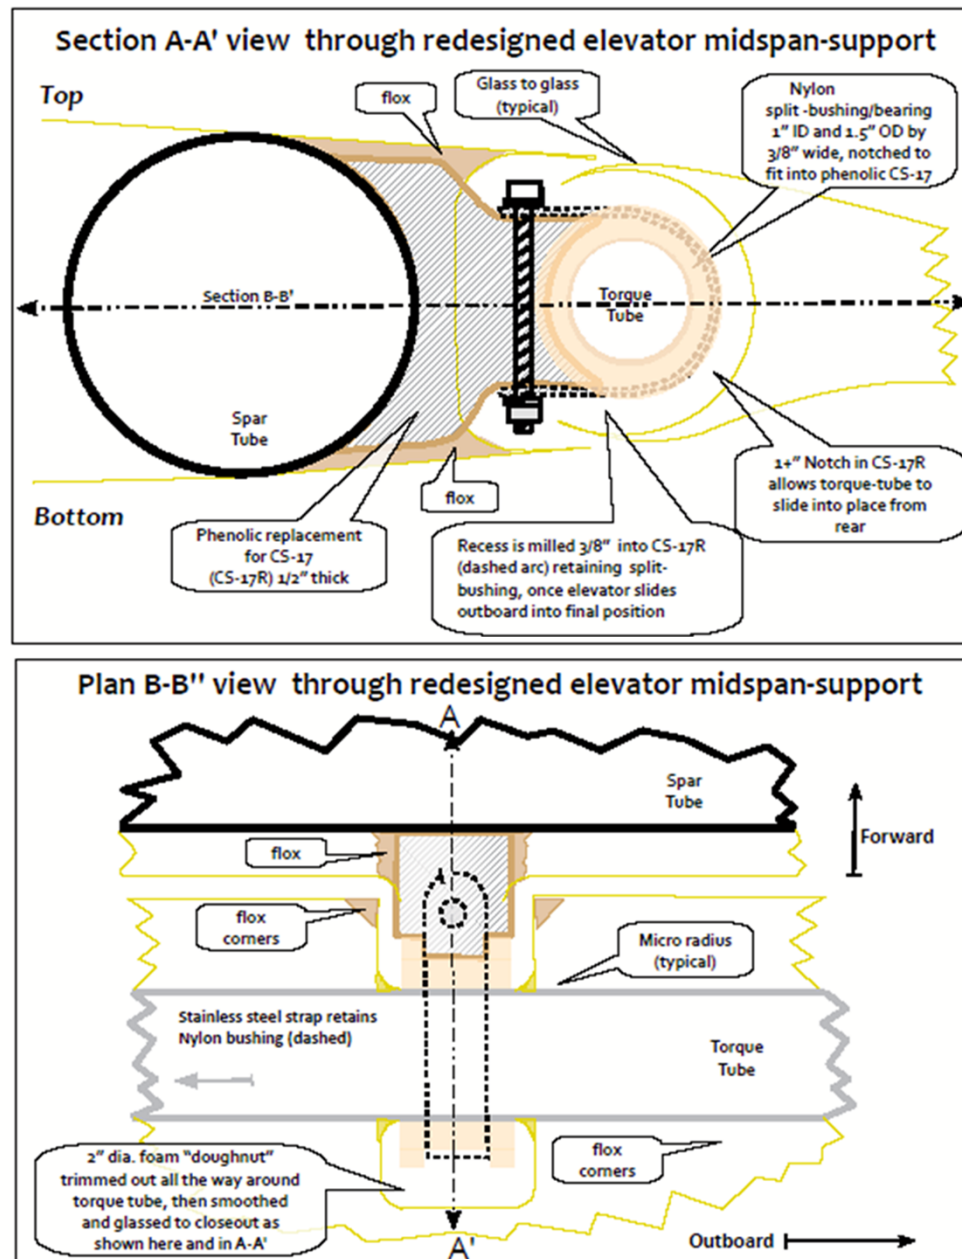 Section A-A' view through redesigned elevator midspan-support
Top
flox
Glass to glass
(typical)
Nylon
split -bushing/bearing
1" ID and 1.5" OD by
3/8" wide, notched to
fit into phenolic CS-17
Section B-B'
Torque
Tube
Spar
Tube
Bottom
flox
1+" Notch in CS-17R
allows torque-tube to
slide into place from
rear
Phenolic replacement
for CS-17
(CS-17R) 1/2" thick
Recess is milled 3/8" into CS-17R
(dashed arc) retaining split-
bushing, once elevator slides
outboard into final position
Plan B-B" view through redesigned elevator midspan-support
A
Spar
Tube
Forward
flox
flox
corners
Micro radius
(typical)
Stainless steel strap retains
Nylon bushing (dashed)
Torque
Tube
2" dia. foam "doughnut"
trimmed out all the way around
torque tube, then smoothed
and glassed to closeout as
shown here and in A-A'
flox
corners
A'
Outboard